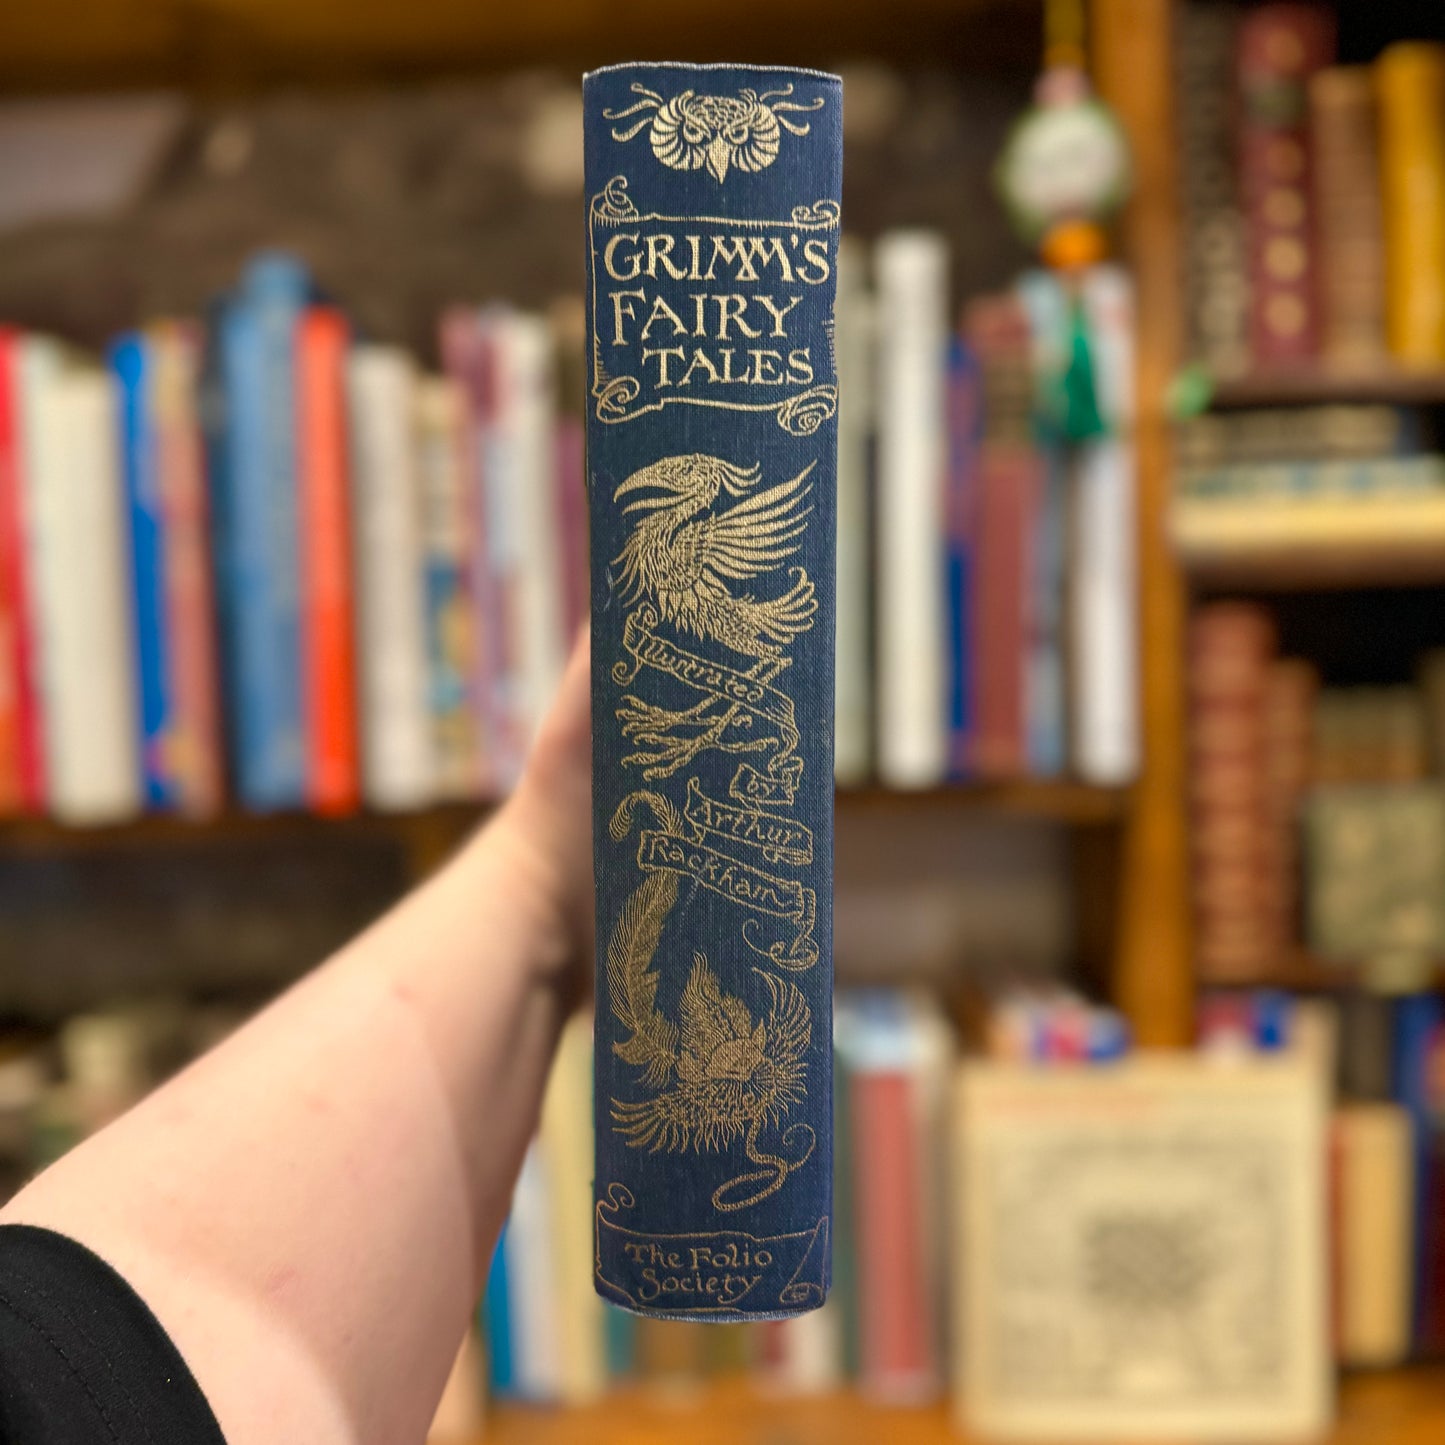 GRIMM'S
FAIRY
TALES
Illustrated
by
Arthur
Rackham
The Folio
Society